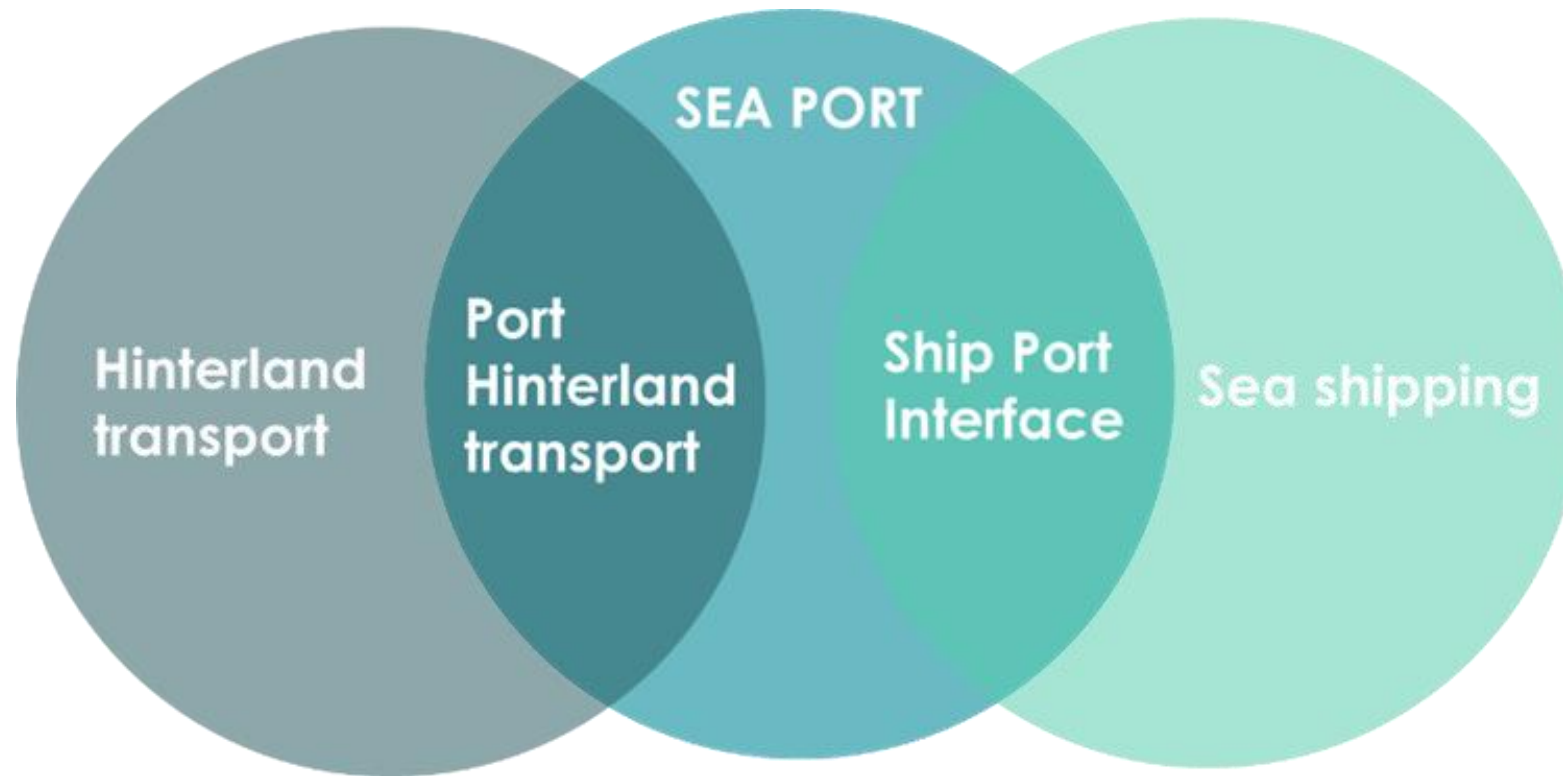 SEA PORT
Hinterland
transport
Port
Hinterland
transport
Ship Port
Interface
Sea shipping